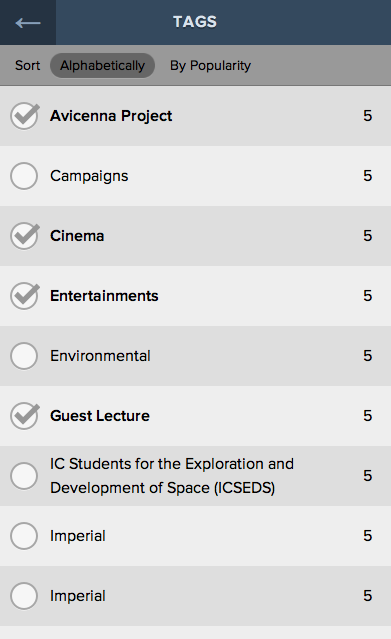 TAGS
Sort Alphabetically By Popularity
Avicenna Project 5
Campaigns 5
Cinema 5
Entertainments 5
Environmental 5
Guest Lecture 5
IC Students for the Exploration and
Development of Space (ICSEDS) 5
Imperial 5
Imperial 5